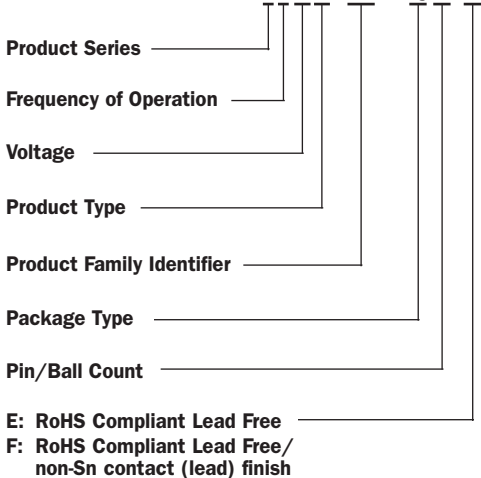 Product Series
Frequency of Operation
Voltage
Product Type
Product Family Identifier
Package Type
Pin/Ball Count
E: RoHS Compliant Lead Free
F: RoHS Compliant Lead Free/
non-Sn contact (lead) finish